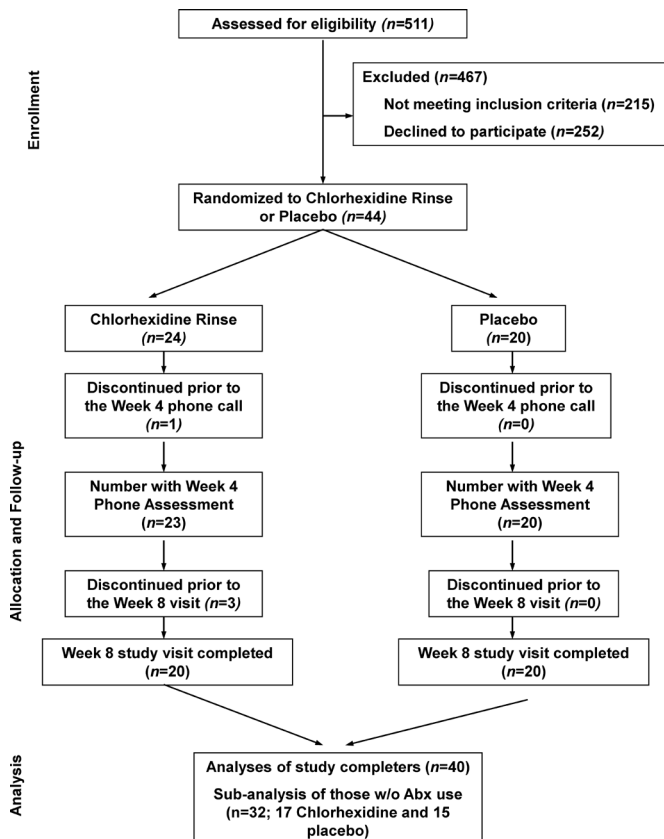 Assessed for eligibility (n=511)
Excluded (n=467)
Not meeting inclusion criteria (n=215)
Declined to participate (n=252)
Enrollment
Randomized to Chlorhexidine Rinse
or Placebo (n=44)
Chlorhexidine Rinse
(n=24)
Placebo
(n=20)
Discontinued prior to
the Week 4 phone call
(n=1)
Discontinued prior to
the Week 4 phone call
(n=0)
Number with Week 4
Phone Assessment
(n=23)
Number with Week 4
Phone Assessment
(n=20)
Allocation and Follow-up
Discontinued prior to
the Week 8 visit (n=3)
Discontinued prior to
the Week 8 visit (n=0)
Week 8 study visit completed
(n=20)
Week 8 study visit completed
(n=20)
Analysis
Analyses of study completers (n=40)
Sub-analysis of those w/o Abx use
(n=32; 17 Chlorhexidine and 15
placebo)